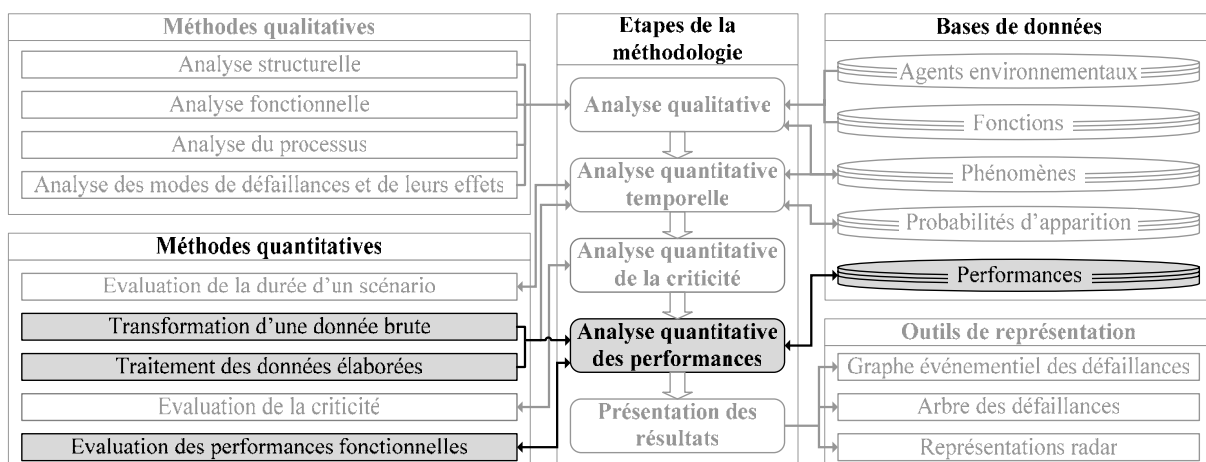 Méthodes qualitatives
Analyse structurelle
Analyse fonctionnelle
Analyse du processus
Analyse des modes de défaillances et de leurs effets
Méthodes quantitatives
Evaluation de la durée d'un scénario
Transformation d'une donnée brute
Traitement des données élaborées
Evaluation de la criticité
Evaluation des performances fonctionnelles
Etapes de la
méthodologie
Analyse qualitative
Analyse quantitative
temporelle
Analyse quantitative
de la criticité
Analyse quantitative
des performances
Présentation des
résultats
Bases de données
Agents environnementaux
Fonctions
Phénomènes
Probabilités d'apparition
Performances
Outils de représentation
Graphe événementiel des défaillances
Arbre des défaillances
Représentations radar